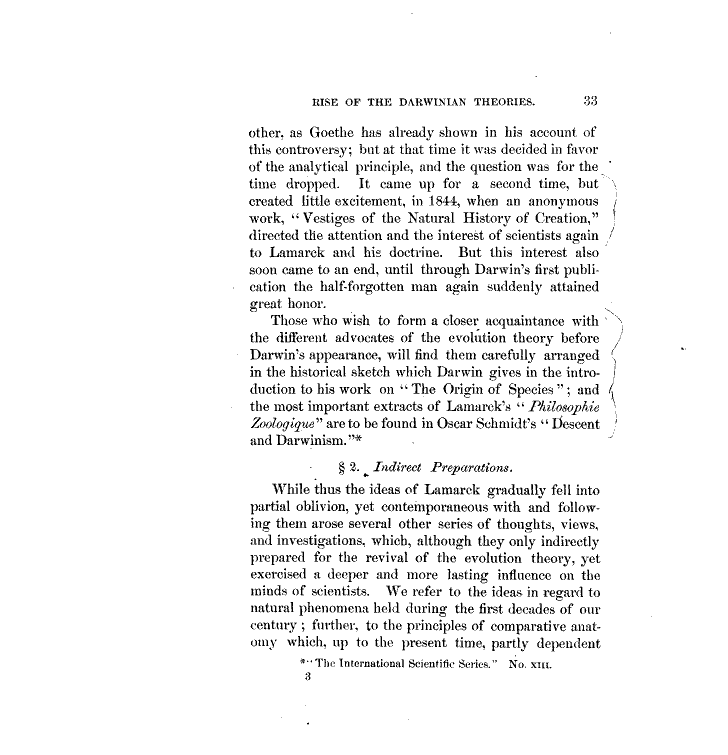 RISE OF THE DARWINIAN THEORIES. 33
other, as Goethe has already shown in his account of
this controversy; but at that time it was decided in favor
of the analytical principle, and the question was for the
time dropped. It came up for a second time, but
created little excitement, in 1844, when an anonymous
work, "Vestiges of the Natural History of Creation,"
directed the attention and the interest of scientists again
to Lamarck and his doctrine. But this interest also
soon came to an end, until through Darwin's first publi-
cation the half-forgotten man again suddenly attained
great honor.
Those who wish to form a closer acquaintance with
the different advocates of the evolution theory before
Darwin's appearance, will find them carefully arranged
in the historical sketch which Darwin gives in the intro-
duction to his work on "The Origin of Species"; and
the most important extracts of Lamarck's "Philosophie
Zoologique" are to be found in Oscar Schmidt's "Descent
and Darwinism."*
§ 2. Indirect Preparations.
While thus the ideas of Lamarck gradually fell into
partial oblivion, yet contemporaneous with and follow-
ing them arose several other series of thoughts, views,
and investigations, which, although they only indirectly
prepared for the revival of the evolution theory, yet
exercised a deeper and more lasting influence on the
minds of scientists. We refer to the ideas in regard to
natural phenomena held during the first decades of our
century; further, to the principles of comparative anat-
omy which, up to the present time, partly dependent
*"The International Scientific Series." No. XIII.
3